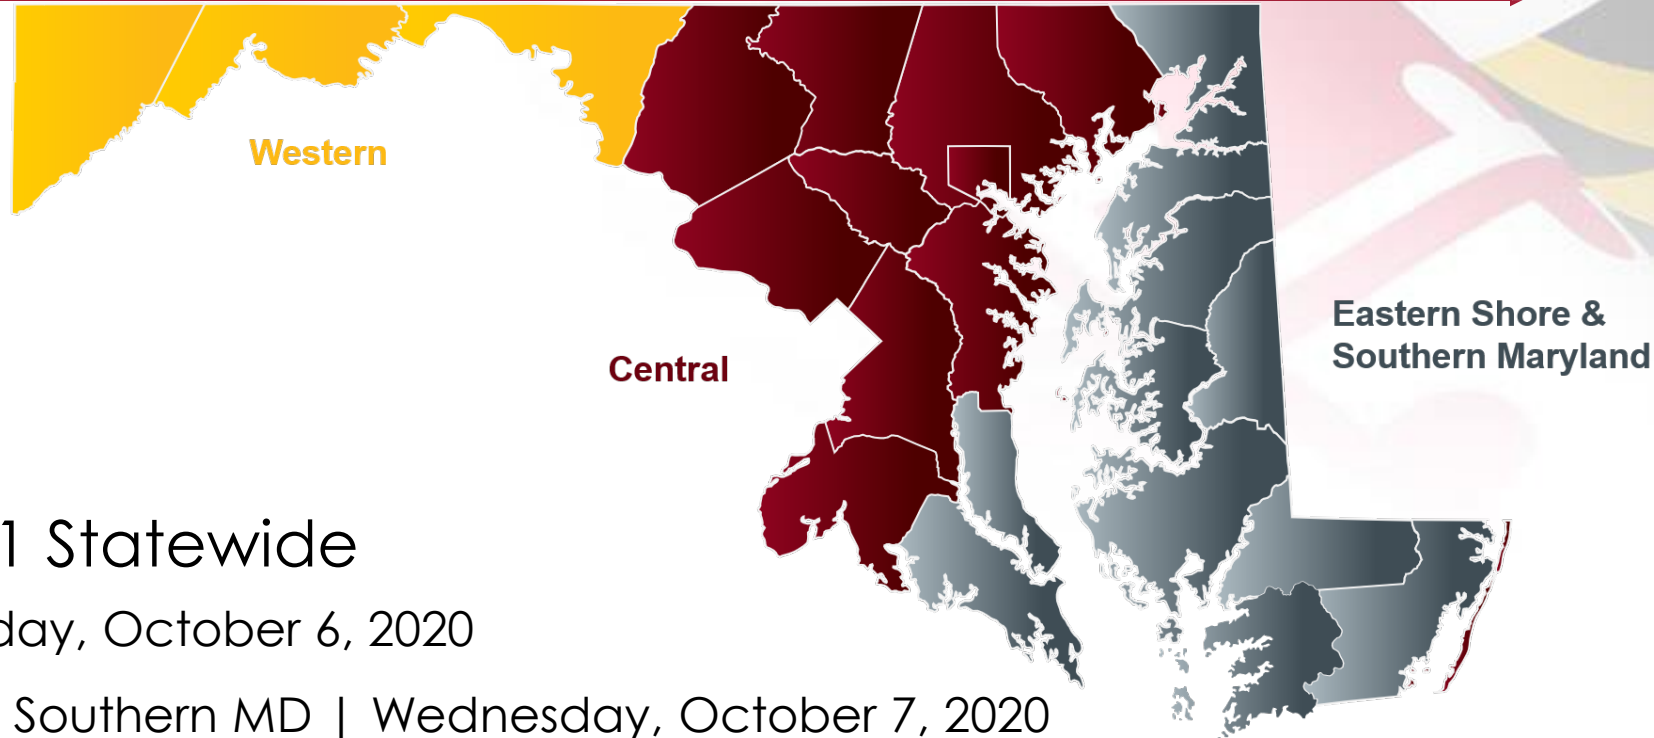 Western
Eastern Shore &
Southern Maryland
Central
1 Statewide
day, October 6, 2020
Southern MD | Wednesday, October 7, 2020